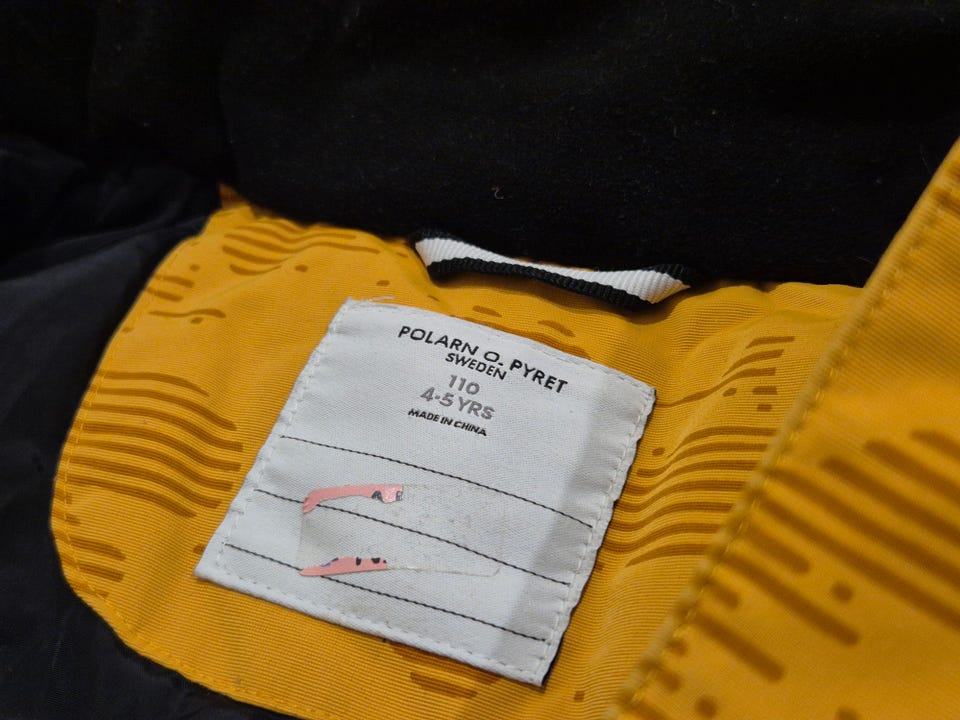 POLARN O. PYRET
SWEDEN
110
4-5 YRS
MADE IN CHINA